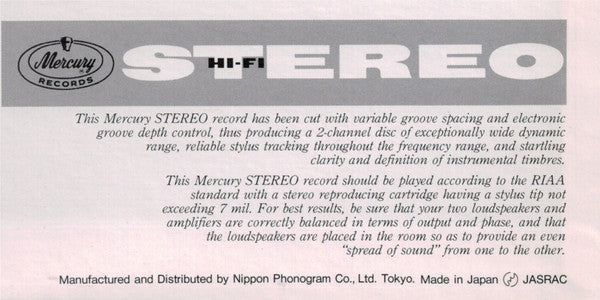 Mercury
RECORDS
STEREO
HI-FI
This Mercury STEREO record has been cut with variable groove spacing and electronic
groove depth control, thus producing a 2-channel disc of exceptionally wide dynamic
range, reliable stylus tracking throughout the frequency range, and startling
clarity and definition of instrumental timbres.
This Mercury STEREO record should be played according to the RIAA
standard with a stereo reproducing cartridge having a stylus tip not
exceeding 7 mil. For best results, be sure that your two loudspeakers and
amplifiers are correctly balanced in terms of output and phase, and that
the loudspeakers are placed in the room so as to provide an even
“spread of sound” from one to the other.
Manufactured and Distributed by Nippon Phonogram Co., Ltd. Tokyo. Made in Japan JASRAC